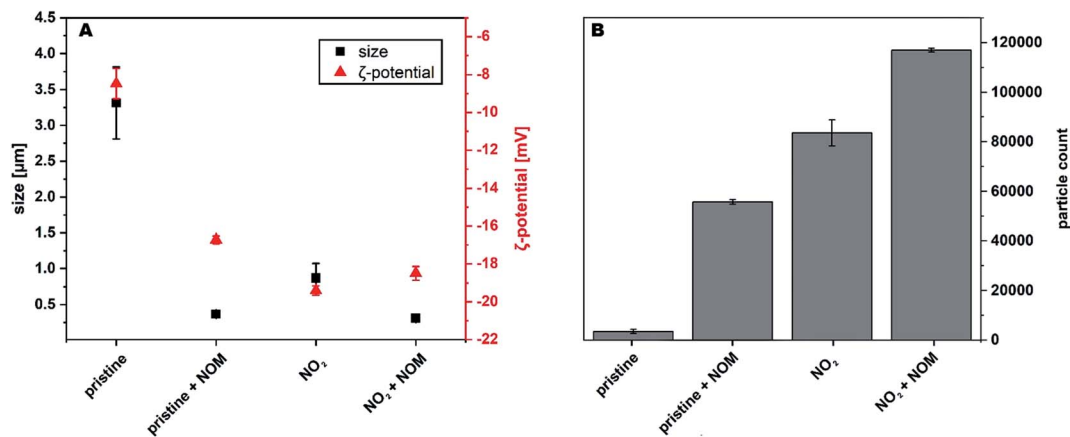 A
4.5
4.0
3.5
3.0
2.5
2.0
1.5
1.0
0.5
size [µm]
size
ζ-potential
-6
-8
-10
-12
-14
-16
-18
-20
-22
ζ-potential [mV]
pristine
pristine + NOM
NO₂
NO₂ + NOM
B
120000
100000
80000
60000
40000
20000
0
particle count
pristine
pristine + NOM
NO₂
NO₂ + NOM